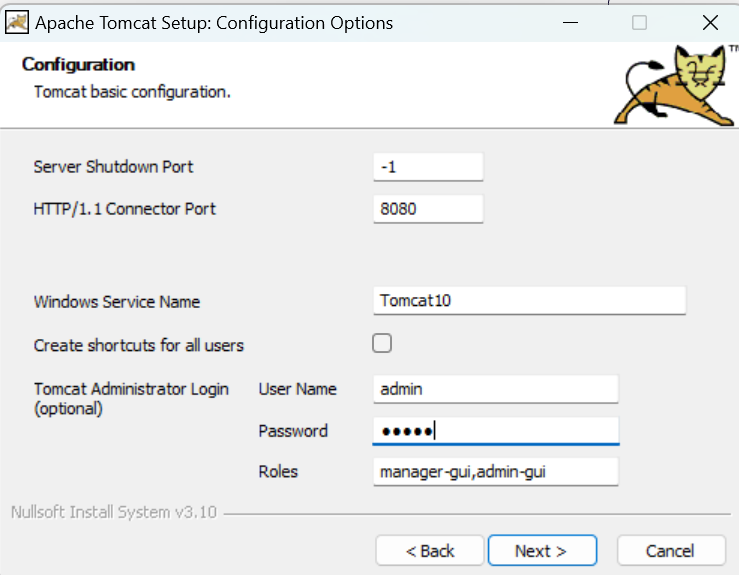 Apache Tomcat Setup: Configuration Options
Configuration
Tomcat basic configuration.
TM
Server Shutdown Port -1
HTTP/1.1 Connector Port 8080
Windows Service Name Tomcat10
Create shortcuts for all users
Tomcat Administrator Login (optional) User Name admin
Password •••••
Roles manager-gui,admin-gui
Nullsoft Install System v3.10
< Back Next > Cancel